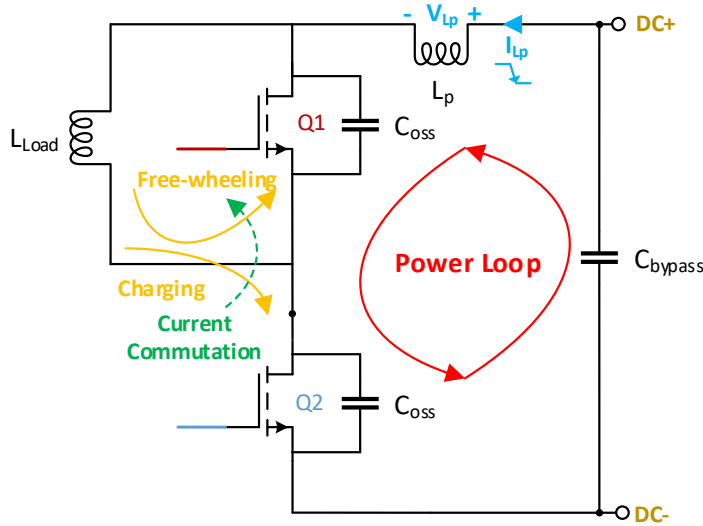 - V_Lp +
DC+
I_Lp
L_p
L_Load
Q1
C_oss
Free-wheeling
Power Loop
C_bypass
Charging
Current
Commutation
Q2
C_oss
DC-